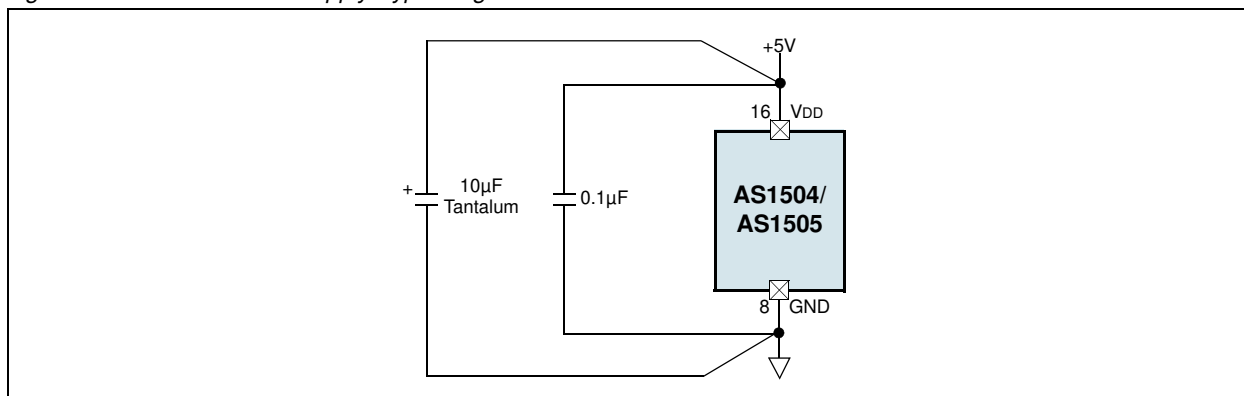 +5V
16 VDD
+ 10µF
Tantalum
0.1µF
AS1504/
AS1505
8 GND